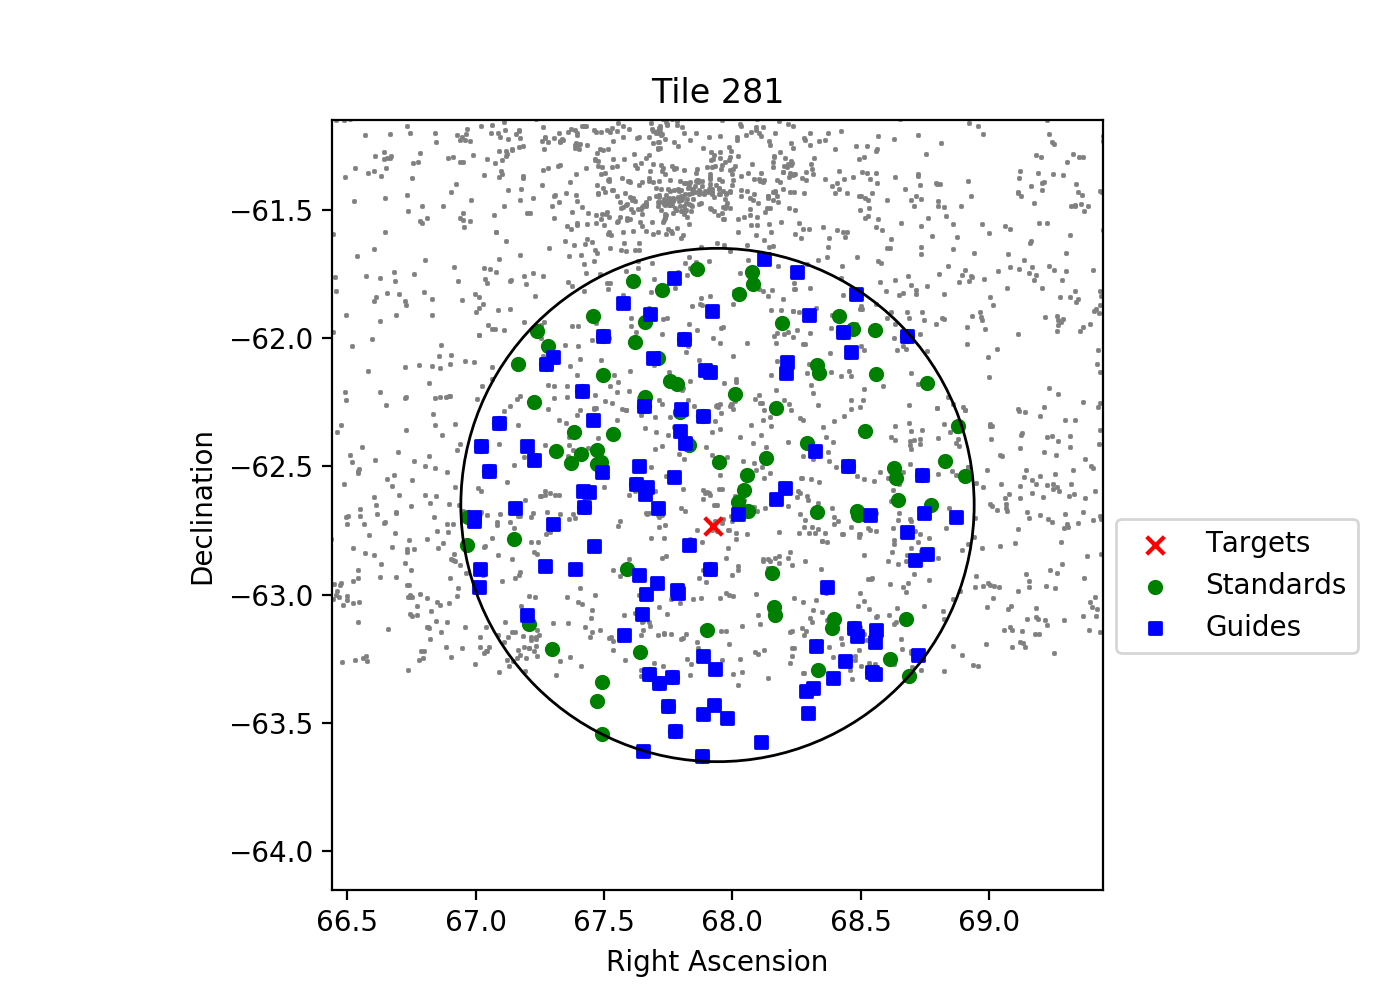 Tile 281
−61.5
−62.0
−62.5
−63.0
−63.5
−64.0
Declination
66.5 67.0 67.5 68.0 68.5 69.0
Right Ascension
Targets
Standards
Guides